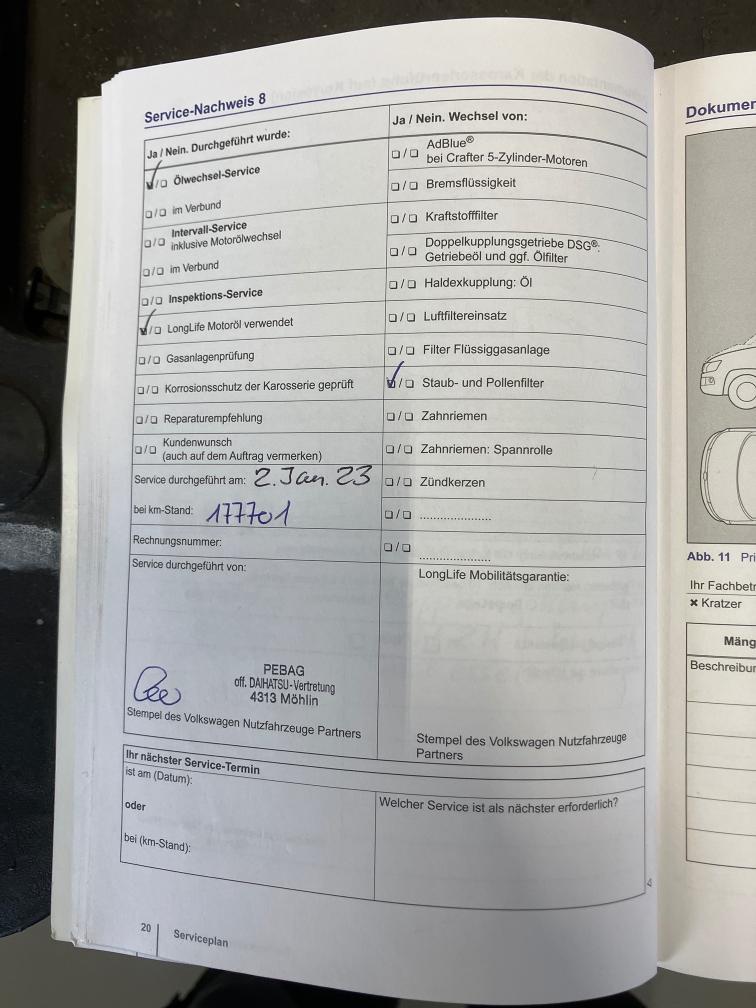 Service-Nachweis 8
Ja / Nein. Durchgeführt wurde:
☑/☐ Ölwechsel-Service
☐/☐ im Verbund
☐/☐ Intervall-Service
inklusive Motorölwechsel
☐/☐ im Verbund
☐/☐ Inspektions-Service
☑/☐ LongLife Motoröl verwendet
☐/☐ Gasanlagenprüfung
☐/☐ Korrosionsschutz der Karosserie geprüft
☐/☐ Reparaturempfehlung
☐/☐ Kundenwunsch
(auch auf dem Auftrag vermerken)
Service durchgeführt am: 2. Jan. 23
bei km-Stand: 177701
Rechnungsnummer:
Service durchgeführt von:
PEBAG
off. DAIHATSU-Vertretung
4313 Möhlin
Stempel des Volkswagen Nutzfahrzeuge Partners
Ja / Nein. Wechsel von:
☐/☐ AdBlue®
bei Crafter 5-Zylinder-Motoren
☐/☐ Bremsflüssigkeit
☐/☐ Kraftstofffilter
☐/☐ Doppelkupplungsgetriebe DSG®:
Getriebeöl und ggf. Ölfilter
☐/☐ Haldexkupplung: Öl
☐/☐ Luftfiltereinsatz
☐/☐ Filter Flüssiggasanlage
☑/☐ Staub- und Pollenfilter
☐/☐ Zahnriemen
☐/☐ Zahnriemen: Spannrolle
☐/☐ Zündkerzen
☐/☐ ....................
☐/☐ ....................
LongLife Mobilitätsgarantie:
Stempel des Volkswagen Nutzfahrzeuge
Partners
Ihr nächster Service-Termin
ist am (Datum):
oder
bei (km-Stand):
Welcher Service ist als nächster erforderlich?
20 Serviceplan
Dokumen
Abb. 11 Pri
Ihr Fachbetr
✖ Kratzer
Mäng
Beschreibun